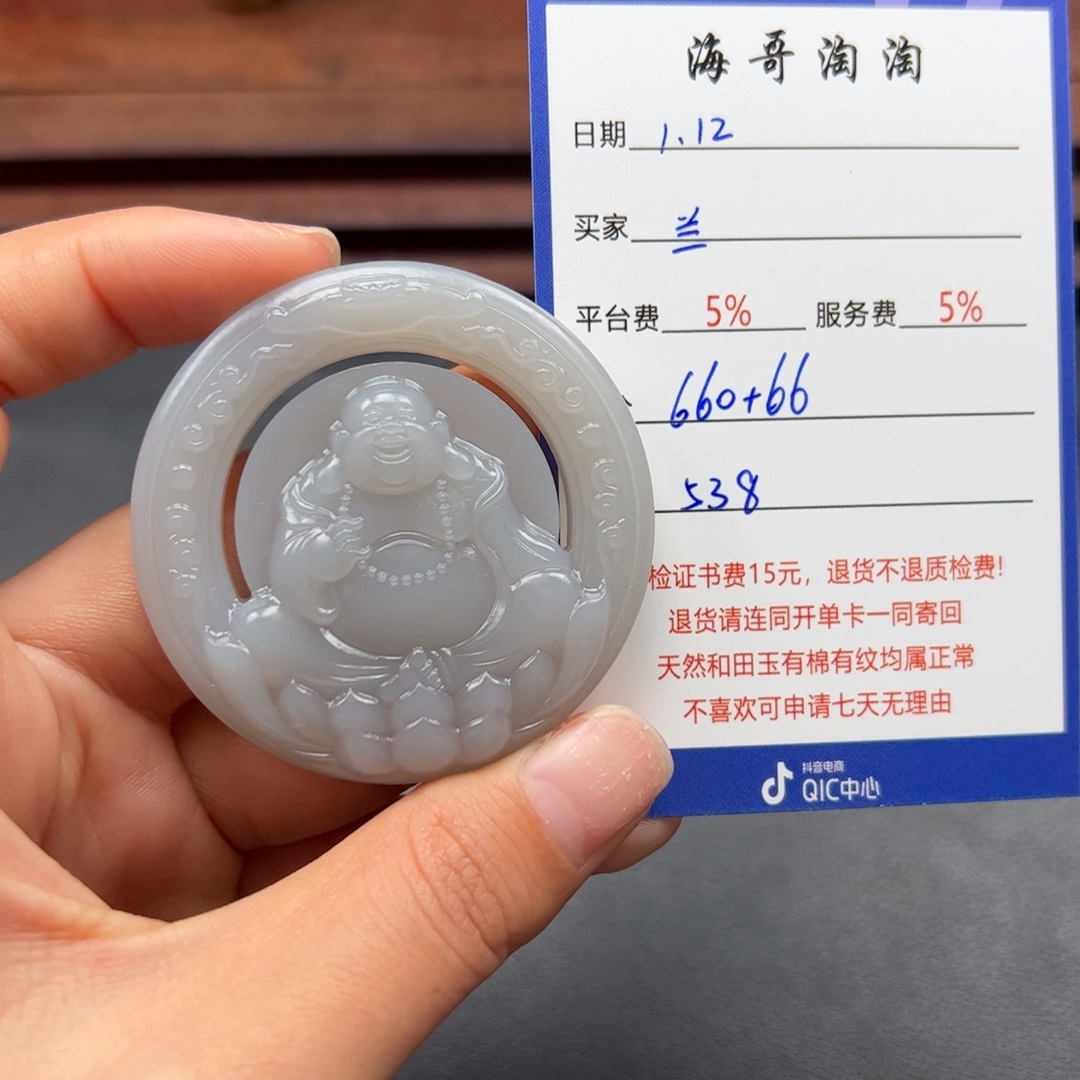 海哥淘淘
日期 1.12
买家 兰
平台费 5% 服务费 5%
660+66
538
检证书费15元，退货不退质检费！
退货请连同开单卡一同寄回
天然和田玉有棉有纹均属正常
不喜欢可申请七天无理由
抖音电商
QIC中心